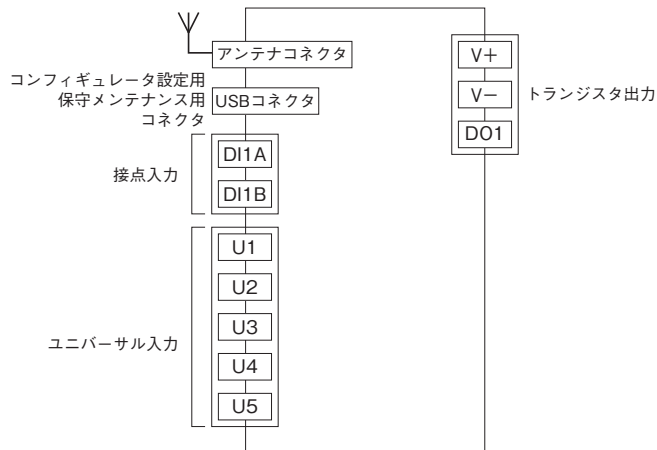 アンテナコネクタ
コンフィギュレータ設定用
保守メンテナンス用
コネクタ
USBコネクタ
接点入力
DI1A
DI1B
ユニバーサル入力
U1
U2
U3
U4
U5
V+
V−
DO1
トランジスタ出力